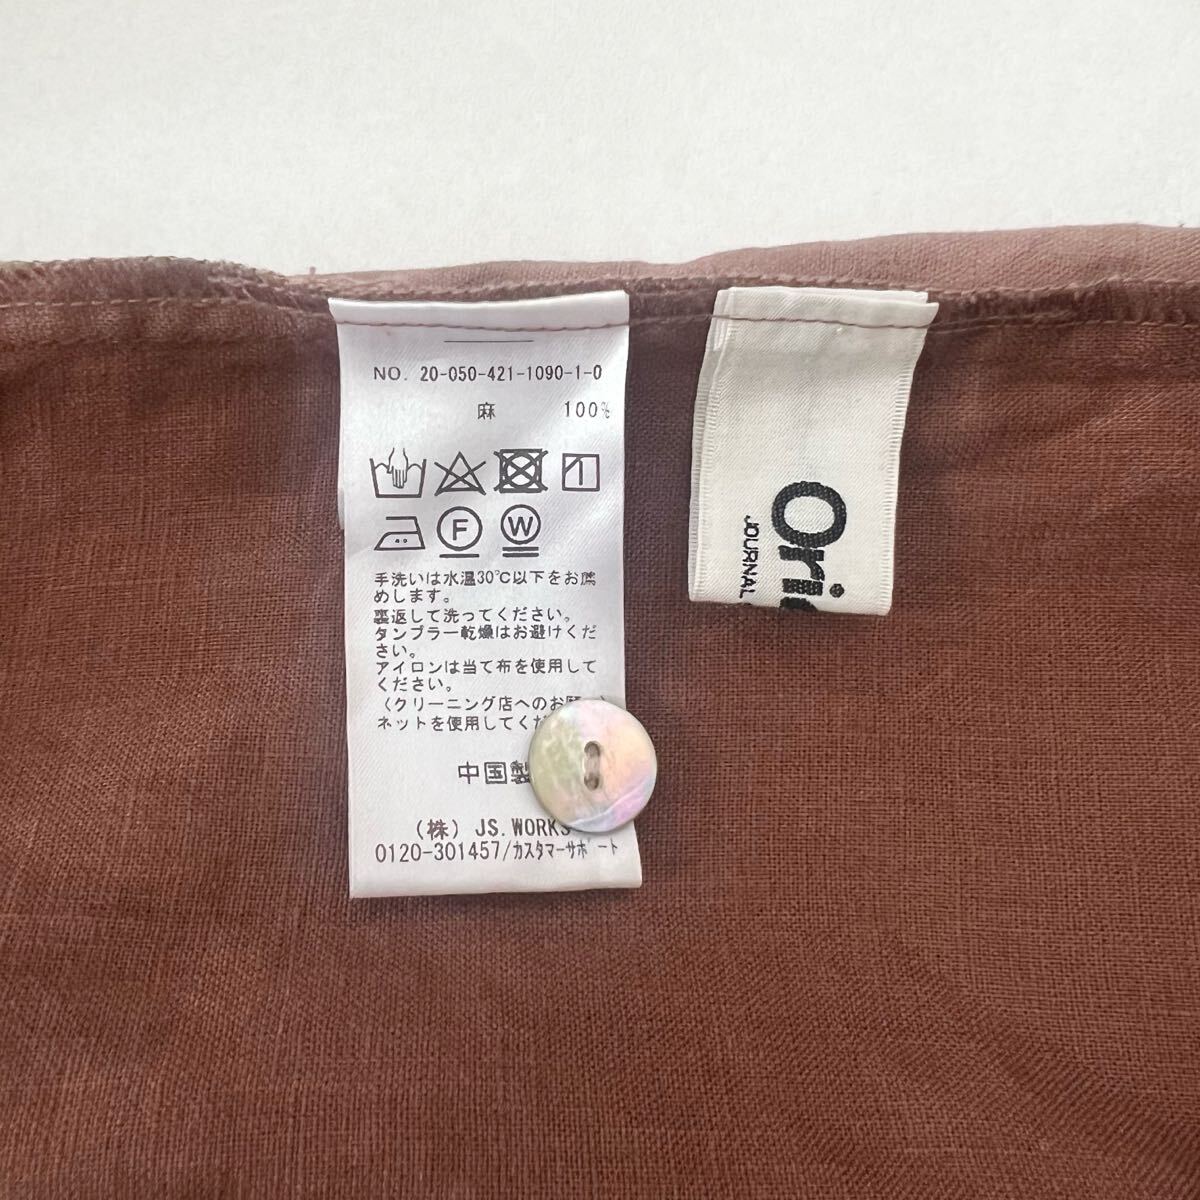 NO. 20-050-421-1090-1-0
麻 100%
F W
手洗いは水温30℃以下をお薦
めします。
裏返して洗ってください。
タンブラー乾燥はお避けくだ
さい。
アイロンは当て布を使用して
ください。
〈クリーニング店へのお願
ネットを使用してくだ
中国製
(株) JS.WORKS
0120-301457/カスタマーサポート
JOURNAL